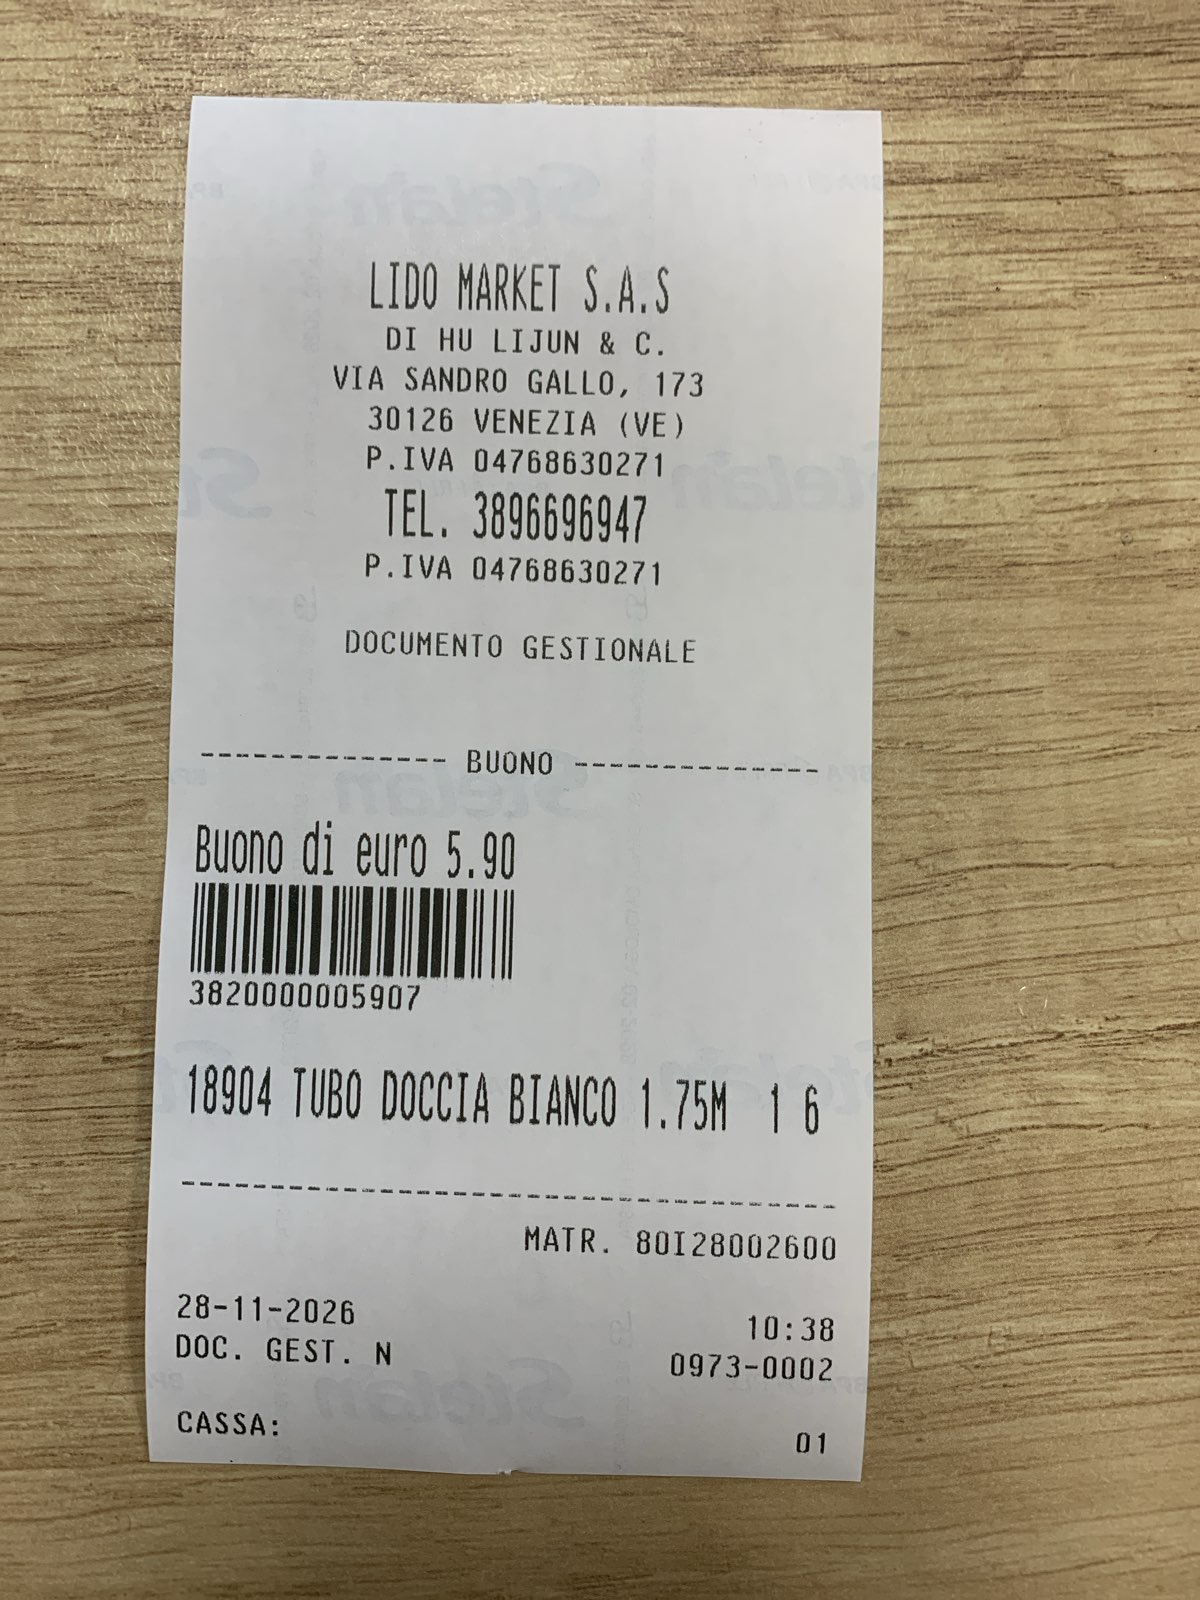 LIDO MARKET S.A.S
DI HU LIJUN & C.
VIA SANDRO GALLO, 173
30126 VENEZIA (VE)
P.IVA 04768630271
TEL. 3896696947
P.IVA 04768630271
DOCUMENTO GESTIONALE
-------------- BUONO --------------
Buono di euro 5.90
3820000005907
18904 TUBO DOCCIA BIANCO 1.75M 1 6
MATR. 80I28002600
28-11-2026 10:38
DOC. GEST. N 0973-0002
CASSA: 01